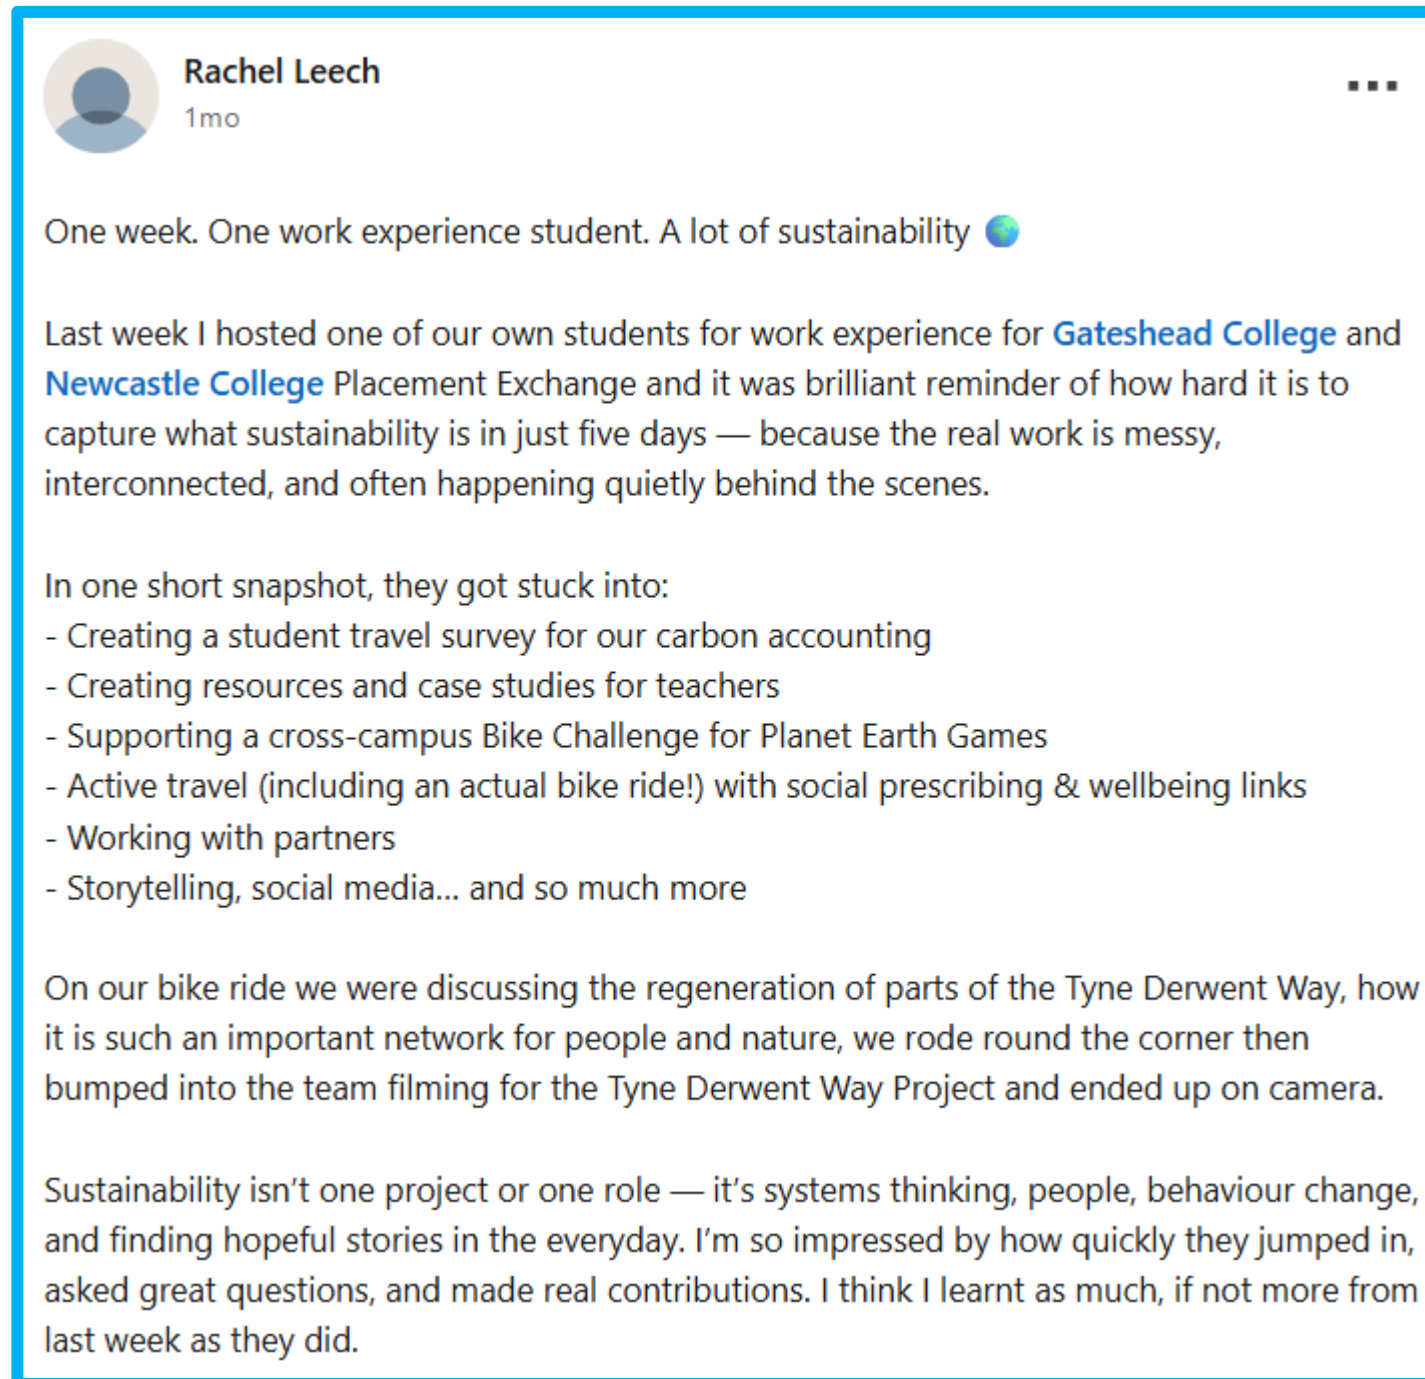 Rachel Leech
1mo
One week. One work experience student. A lot of sustainability 🌍
Last week I hosted one of our own students for work experience for Gateshead College and
Newcastle College Placement Exchange and it was brilliant reminder of how hard it is to
capture what sustainability is in just five days — because the real work is messy,
interconnected, and often happening quietly behind the scenes.
In one short snapshot, they got stuck into:
- Creating a student travel survey for our carbon accounting
- Creating resources and case studies for teachers
- Supporting a cross-campus Bike Challenge for Planet Earth Games
- Active travel (including an actual bike ride!) with social prescribing & wellbeing links
- Working with partners
- Storytelling, social media... and so much more
On our bike ride we were discussing the regeneration of parts of the Tyne Derwent Way, how
it is such an important network for people and nature, we rode round the corner then
bumped into the team filming for the Tyne Derwent Way Project and ended up on camera.
Sustainability isn’t one project or one role — it’s systems thinking, people, behaviour change,
and finding hopeful stories in the everyday. I’m so impressed by how quickly they jumped in,
asked great questions, and made real contributions. I think I learnt as much, if not more from
last week as they did.